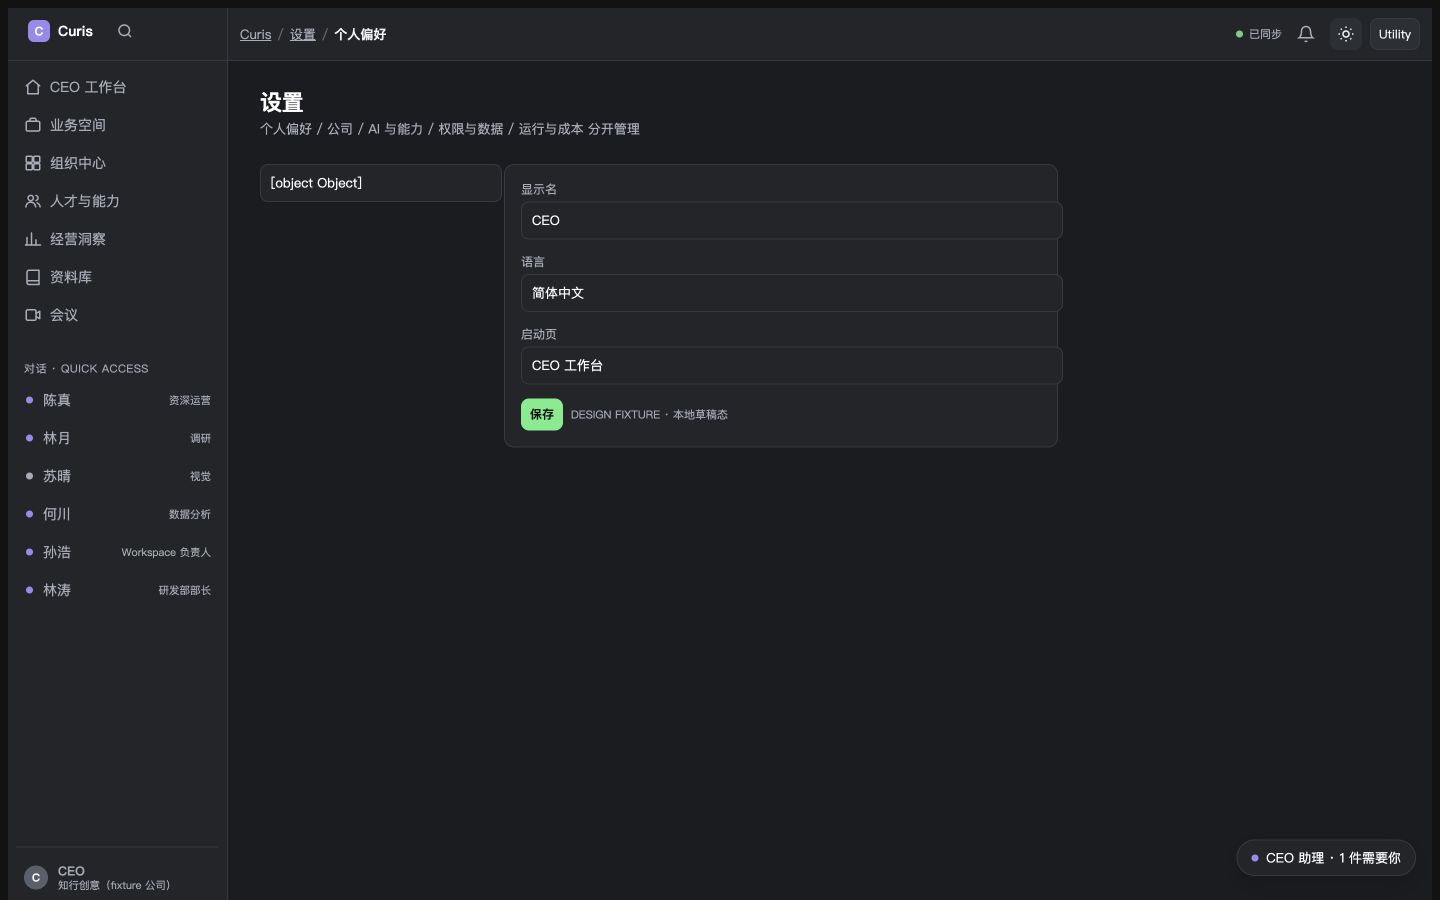 C Curis
CEO 工作台
业务空间
组织中心
人才与能力
经营洞察
资料库
会议
对话 · QUICK ACCESS
陈真 资深运营
林月 调研
苏晴 视觉
何川 数据分析
孙浩 Workspace 负责人
林涛 研发部部长
C CEO
知行创意（fixture 公司）
Curis / 设置 / 个人偏好
已同步
Utility
设置
个人偏好 / 公司 / AI 与能力 / 权限与数据 / 运行与成本 分开管理
[object Object]
显示名
CEO
语言
简体中文
启动页
CEO 工作台
保存 DESIGN FIXTURE · 本地草稿态
CEO 助理 · 1 件需要你